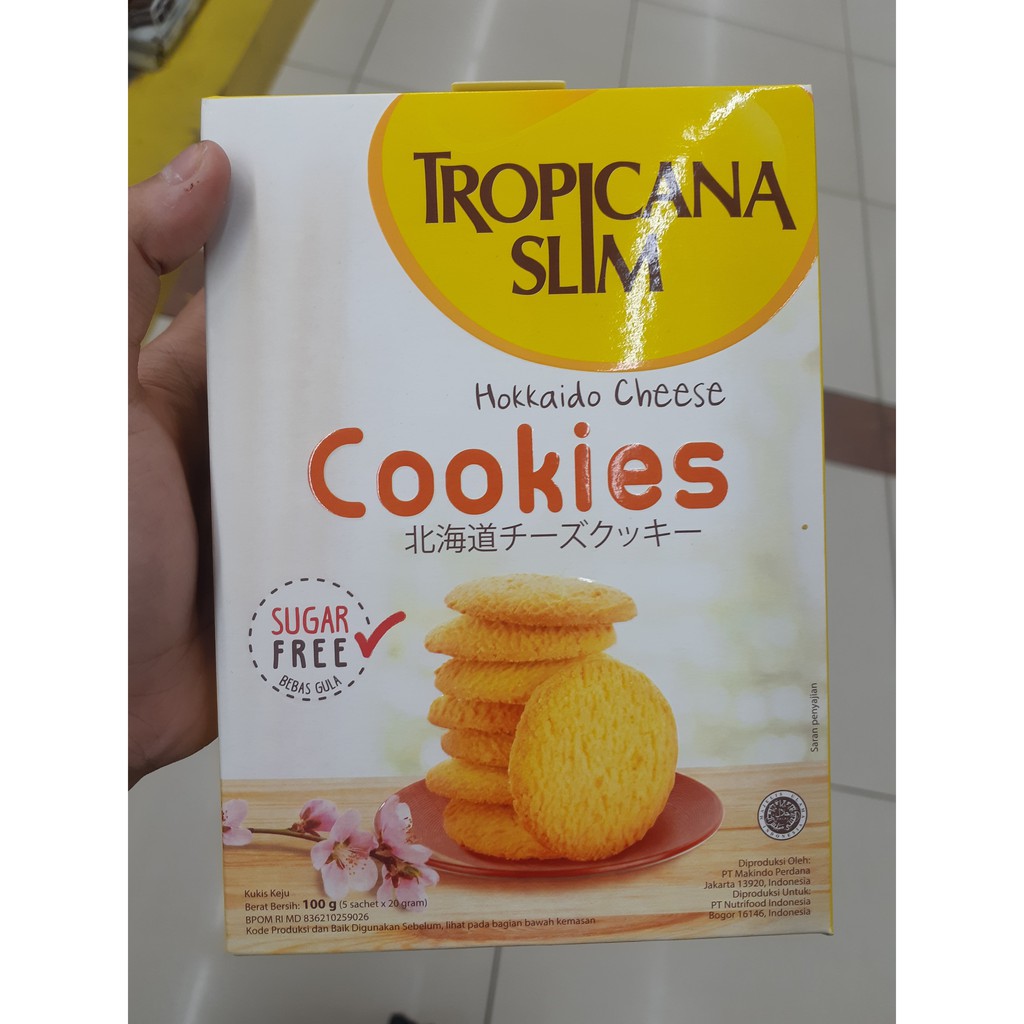 TROPICANA
SLIM
Hokkaido Cheese
Cookies
北海道チーズクッキー
SUGAR
FREE
BEBAS GULA
Saran penyajian
Kukis Keju
Berat Bersih: 100 g (5 sachet x 20 gram)
BPOM RI MD 836210259026
Kode Produksi dan Baik Digunakan Sebelum, lihat pada bagian bawah kemasan
Diproduksi Oleh:
PT Makindo Perdana
Jakarta 13920, Indonesia
Diproduksi Untuk:
PT Nutrifood Indonesia
Bogor 16146, Indonesia